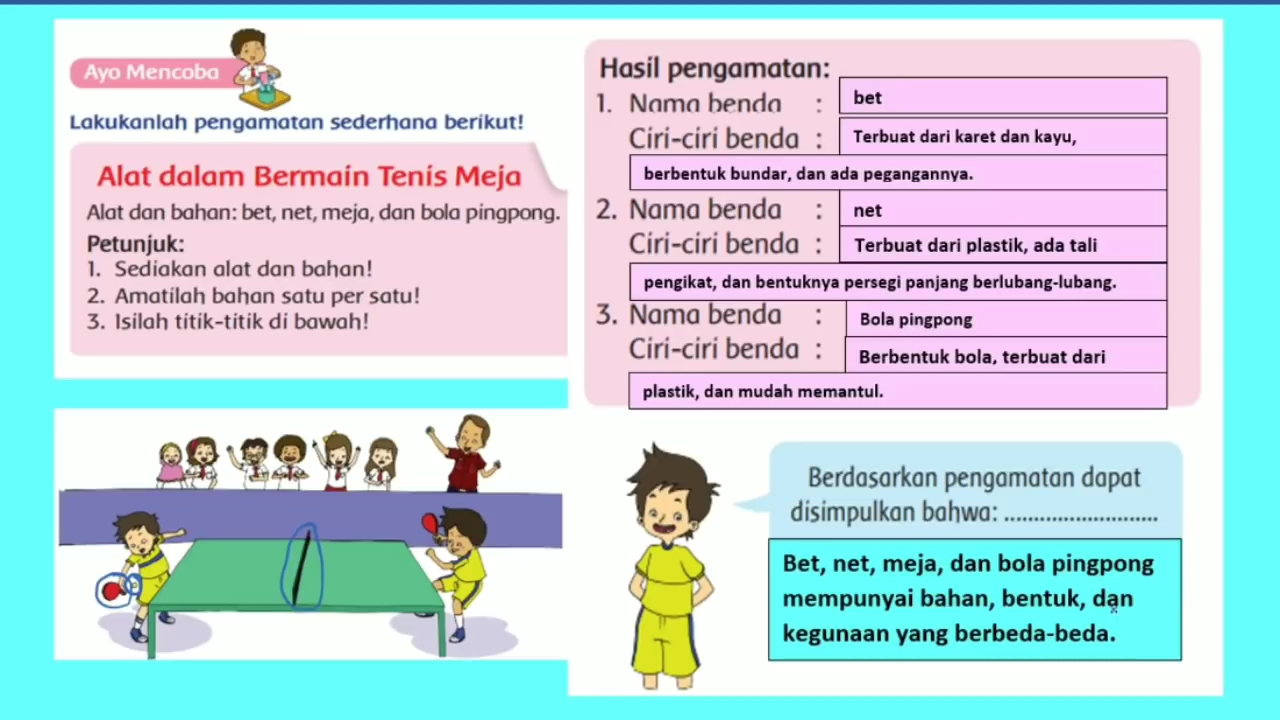 Ayo Mencoba
Lakukanlah pengamatan sederhana berikut!
Alat dalam Bermain Tenis Meja
Alat dan bahan: bet, net, meja, dan bola pingpong.
Petunjuk:
1. Sediakan alat dan bahan!
2. Amatilah bahan satu per satu!
3. Isilah titik-titik di bawah!
Hasil pengamatan:
1. Nama benda : bet
Ciri-ciri benda : Terbuat dari karet dan kayu,
berbentuk bundar, dan ada pegangannya.
2. Nama benda : net
Ciri-ciri benda : Terbuat dari plastik, ada tali
pengikat, dan bentuknya persegi panjang berlubang-lubang.
3. Nama benda : Bola pingpong
Ciri-ciri benda : Berbentuk bola, terbuat dari
plastik, dan mudah memantul.
Berdasarkan pengamatan dapat
disimpulkan bahwa: ..........................
Bet, net, meja, dan bola pingpong
mempunyai bahan, bentuk, dan
kegunaan yang berbeda-beda.